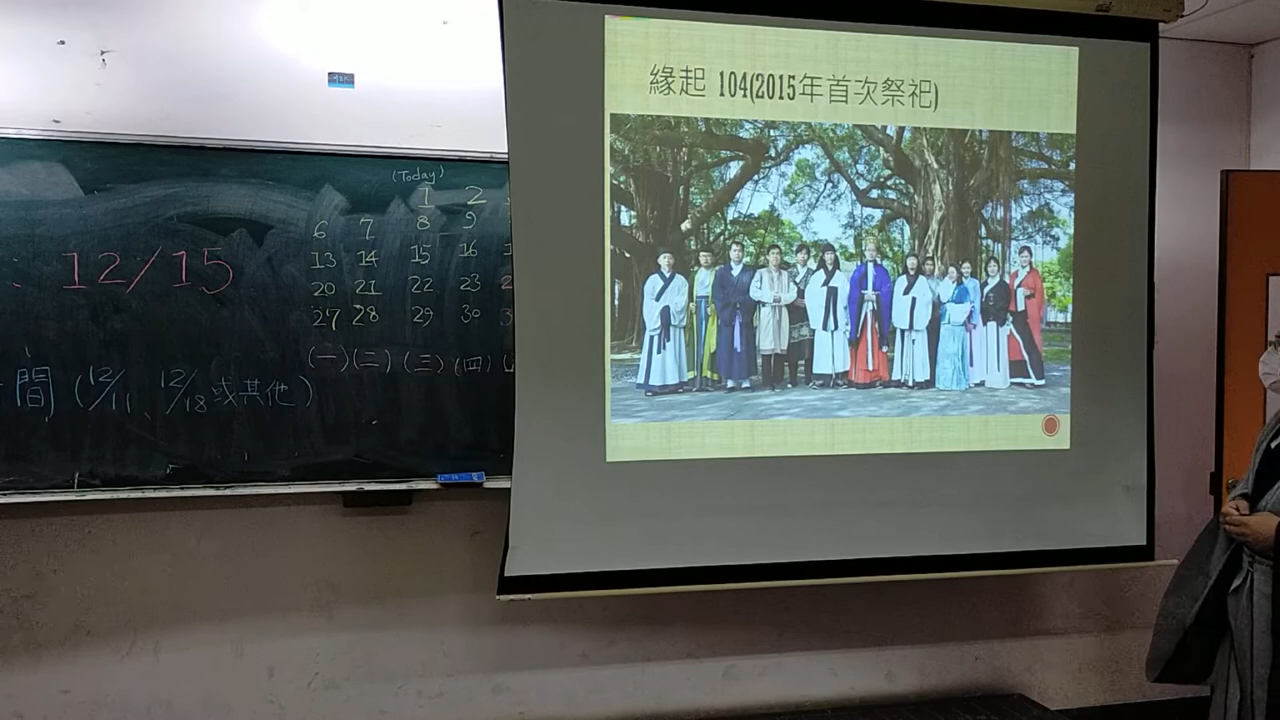 緣起 104(2015年首次祭祀)
(Today)
1 2
6 7 8 9
13 14 15 16
20 21 22 23
27 28 29 30
(一)(二)(三)(四)
12/15
間 (12/11、12/18或其他)